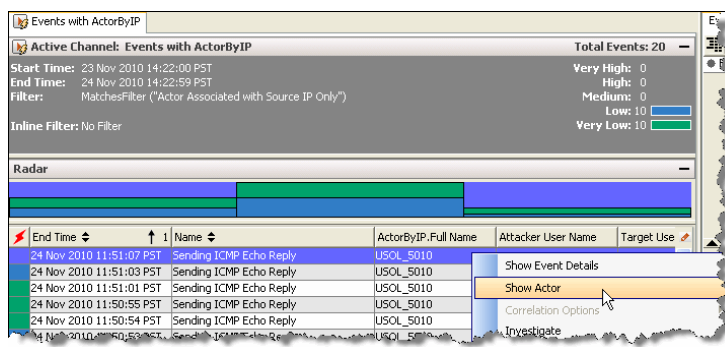 Events with ActorByIP
Active Channel: Events with ActorByIP Total Events: 20
Start Time: 23 Nov 2010 14:22:00 PST Very High: 0
End Time: 24 Nov 2010 14:22:59 PST High: 0
Filter: MatchesFilter ("Actor Associated with Source IP Only") Medium: 0
Low: 10
Inline Filter: No Filter Very Low: 10
Radar
End Time 1 Name ActorByIP.Full Name Attacker User Name Target Use
24 Nov 2010 11:51:07 PST Sending ICMP Echo Reply USOL_5010
24 Nov 2010 11:51:03 PST Sending ICMP Echo Reply USOL_5010
24 Nov 2010 11:51:01 PST Sending ICMP Echo Reply USOL_5010
24 Nov 2010 11:50:55 PST Sending ICMP Echo Reply USOL_5010
24 Nov 2010 11:50:54 PST Sending ICMP Echo Reply USOL_5010
Show Event Details
Show Actor
Correlation Options
Investigate